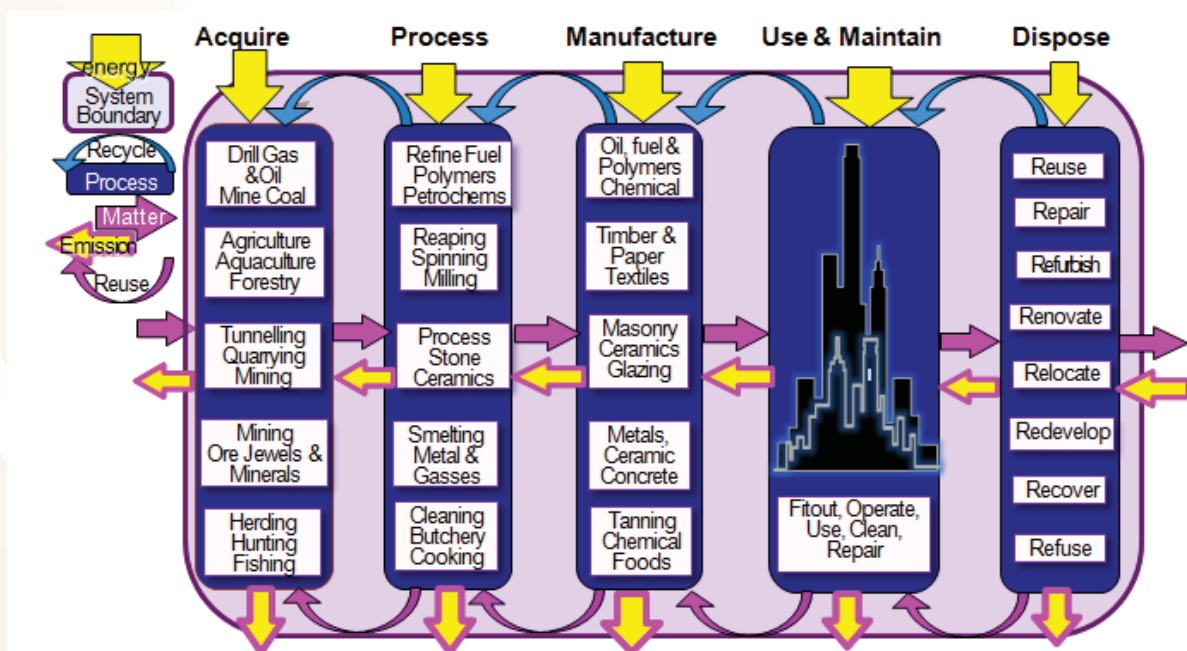 Acquire
Process
Manufacture
Use & Maintain
Dispose
energy
System
Boundary
Recycle
Process
Matter
Emission
Reuse
Drill Gas
&Oil
Mine Coal
Agriculture
Aquaculture
Forestry
Tunnelling
Quarrying
Mining
Mining
Ore Jewels &
Minerals
Herding
Hunting
Fishing
Refine Fuel
Polymers
Petrochems
Reaping
Spinning
Milling
Process
Stone
Ceramics
Smelting
Metal &
Gasses
Cleaning
Butchery
Cooking
Oil, fuel &
Polymers
Chemical
Timber &
Paper
Textiles
Masonry
Ceramics
Glazing
Metals,
Ceramic
Concrete
Tanning
Chemical
Foods
Fitout, Operate,
Use, Clean,
Repair
Reuse
Repair
Refurbish
Renovate
Relocate
Redevelop
Recover
Refuse